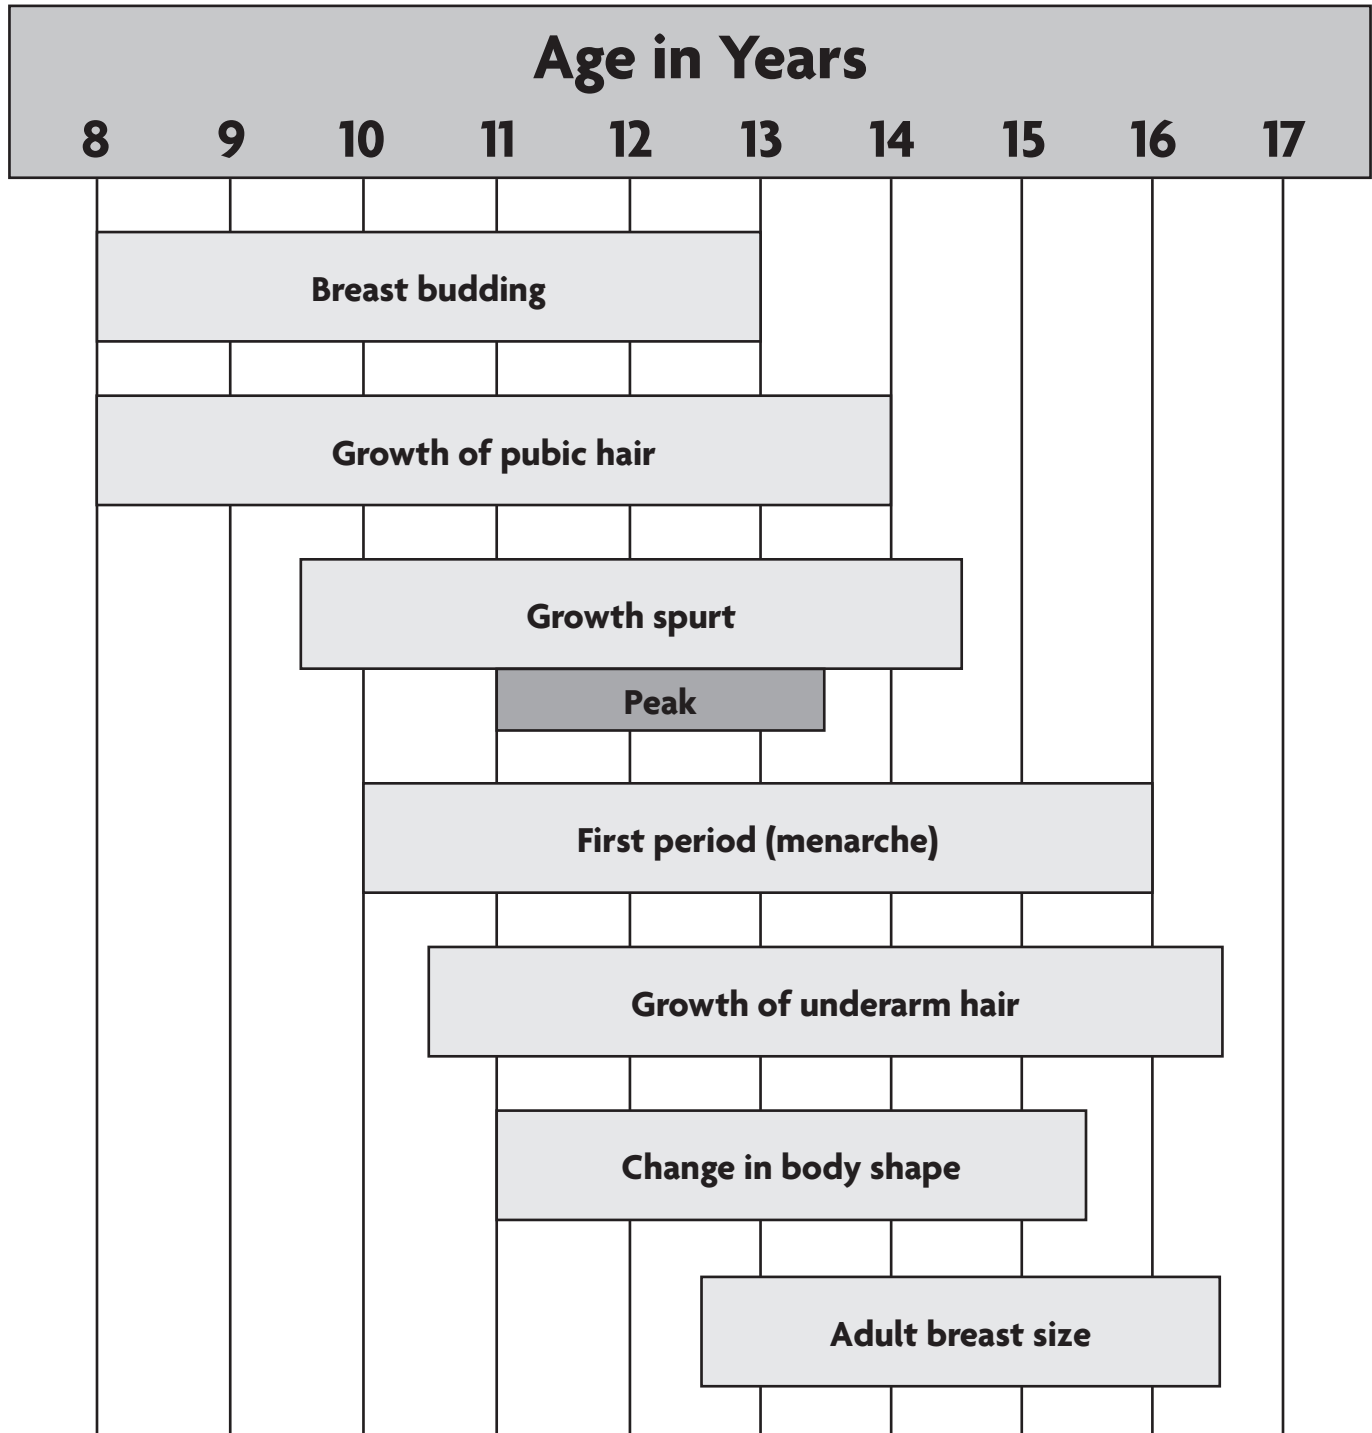 Age in Years
8 9 10 11 12 13 14 15 16 17
Breast budding
Growth of pubic hair
Growth spurt
Peak
First period (menarche)
Growth of underarm hair
Change in body shape
Adult breast size